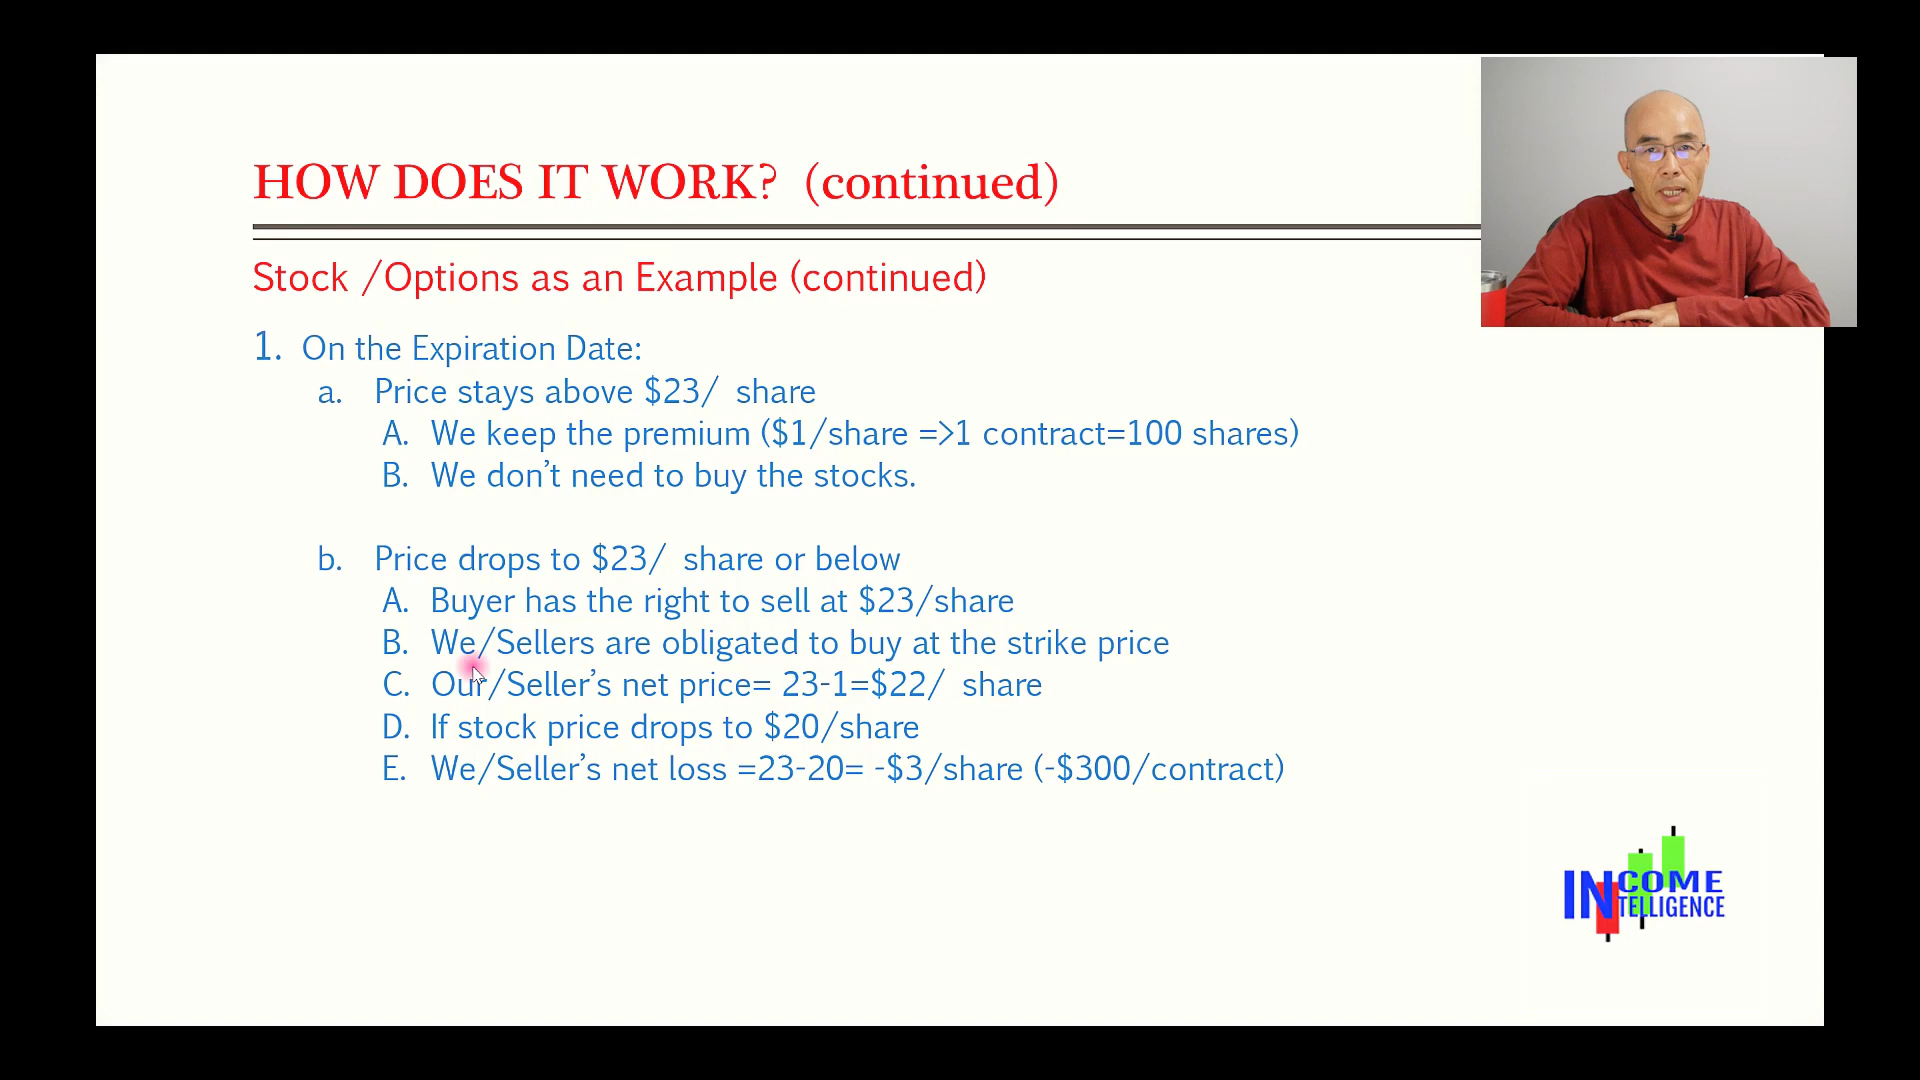 HOW DOES IT WORK? (continued)
Stock /Options as an Example (continued)
1. On the Expiration Date:
a. Price stays above $23/ share
A. We keep the premium ($1/share =>1 contract=100 shares)
B. We don’t need to buy the stocks.
b. Price drops to $23/ share or below
A. Buyer has the right to sell at $23/share
B. We/Sellers are obligated to buy at the strike price
C. Our/Seller’s net price= 23-1=$22/ share
D. If stock price drops to $20/share
E. We/Seller’s net loss =23-20= -$3/share (-$300/contract)
INCOME
TELLIGENCE